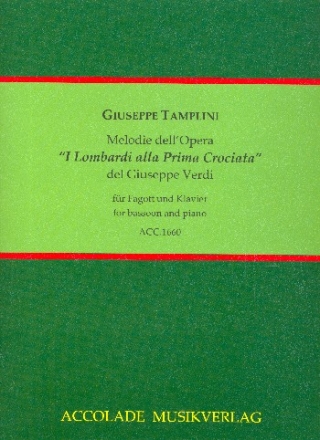 GIUSEPPE TAMPLINI
Melodie dell'Opera
"I Lombardi alla Prima Crociata"
del Giuseppe Verdi
für Fagott und Klavier
for bassoon and piano
ACC.1660
ACCOLADE MUSIKVERLAG